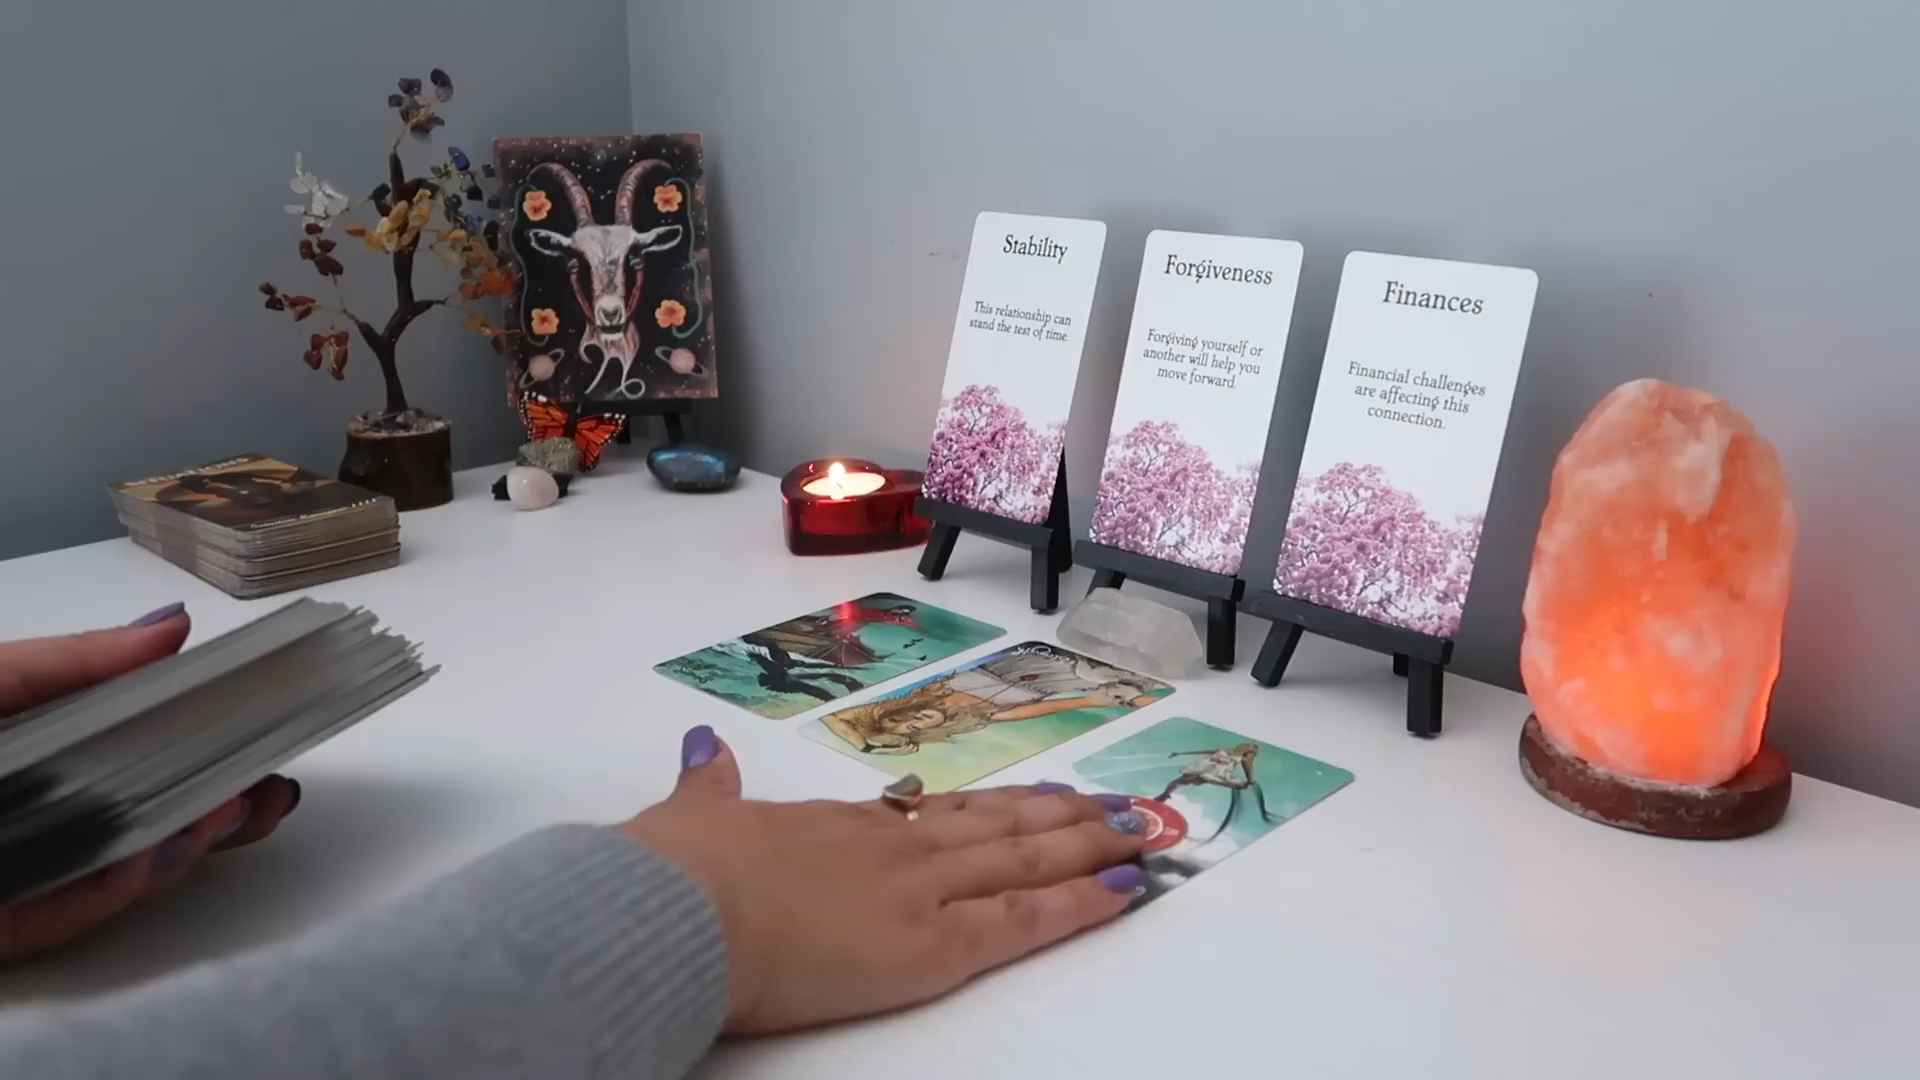 Stability
This relationship can
stand the test of time.
Forgiveness
Forgiving yourself or
another will help you
move forward.
Finances
Financial challenges
are affecting this
connection.
Strength